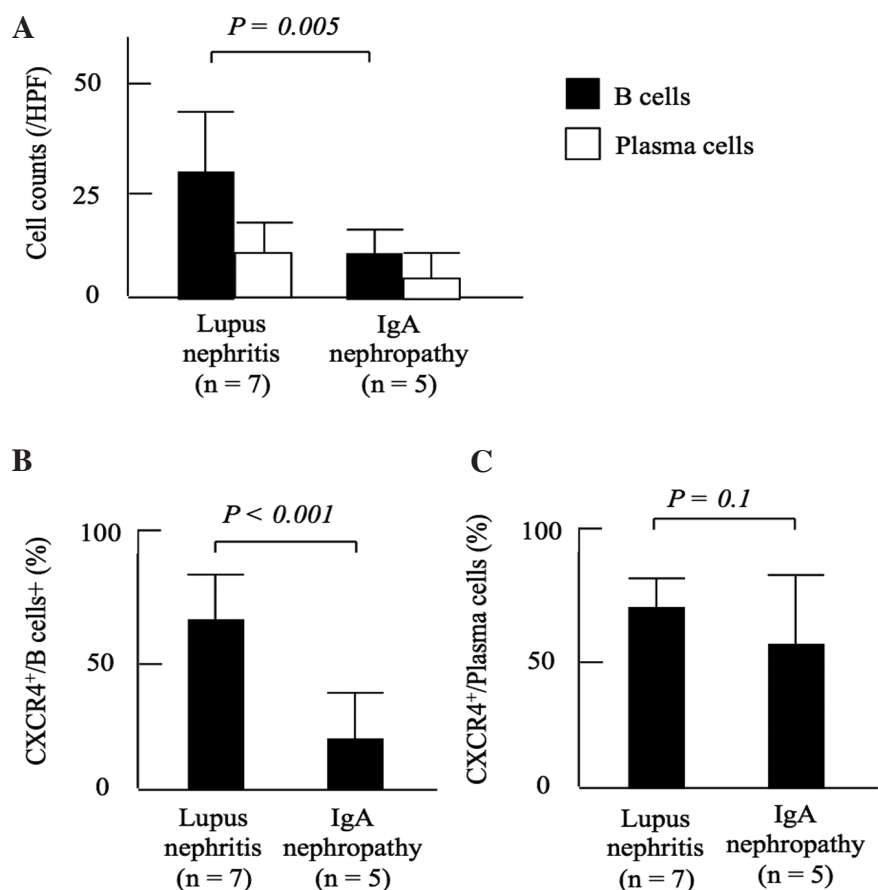 A
P = 0.005
Cell counts (/HPF)
50
25
0
B cells
Plasma cells
Lupus
nephritis
(n = 7)
IgA
nephropathy
(n = 5)
B
P < 0.001
CXCR4⁺/B cells+ (%)
100
50
0
Lupus
nephritis
(n = 7)
IgA
nephropathy
(n = 5)
C
P = 0.1
CXCR4⁺/Plasma cells (%)
100
50
0
Lupus
nephritis
(n = 7)
IgA
nephropathy
(n = 5)